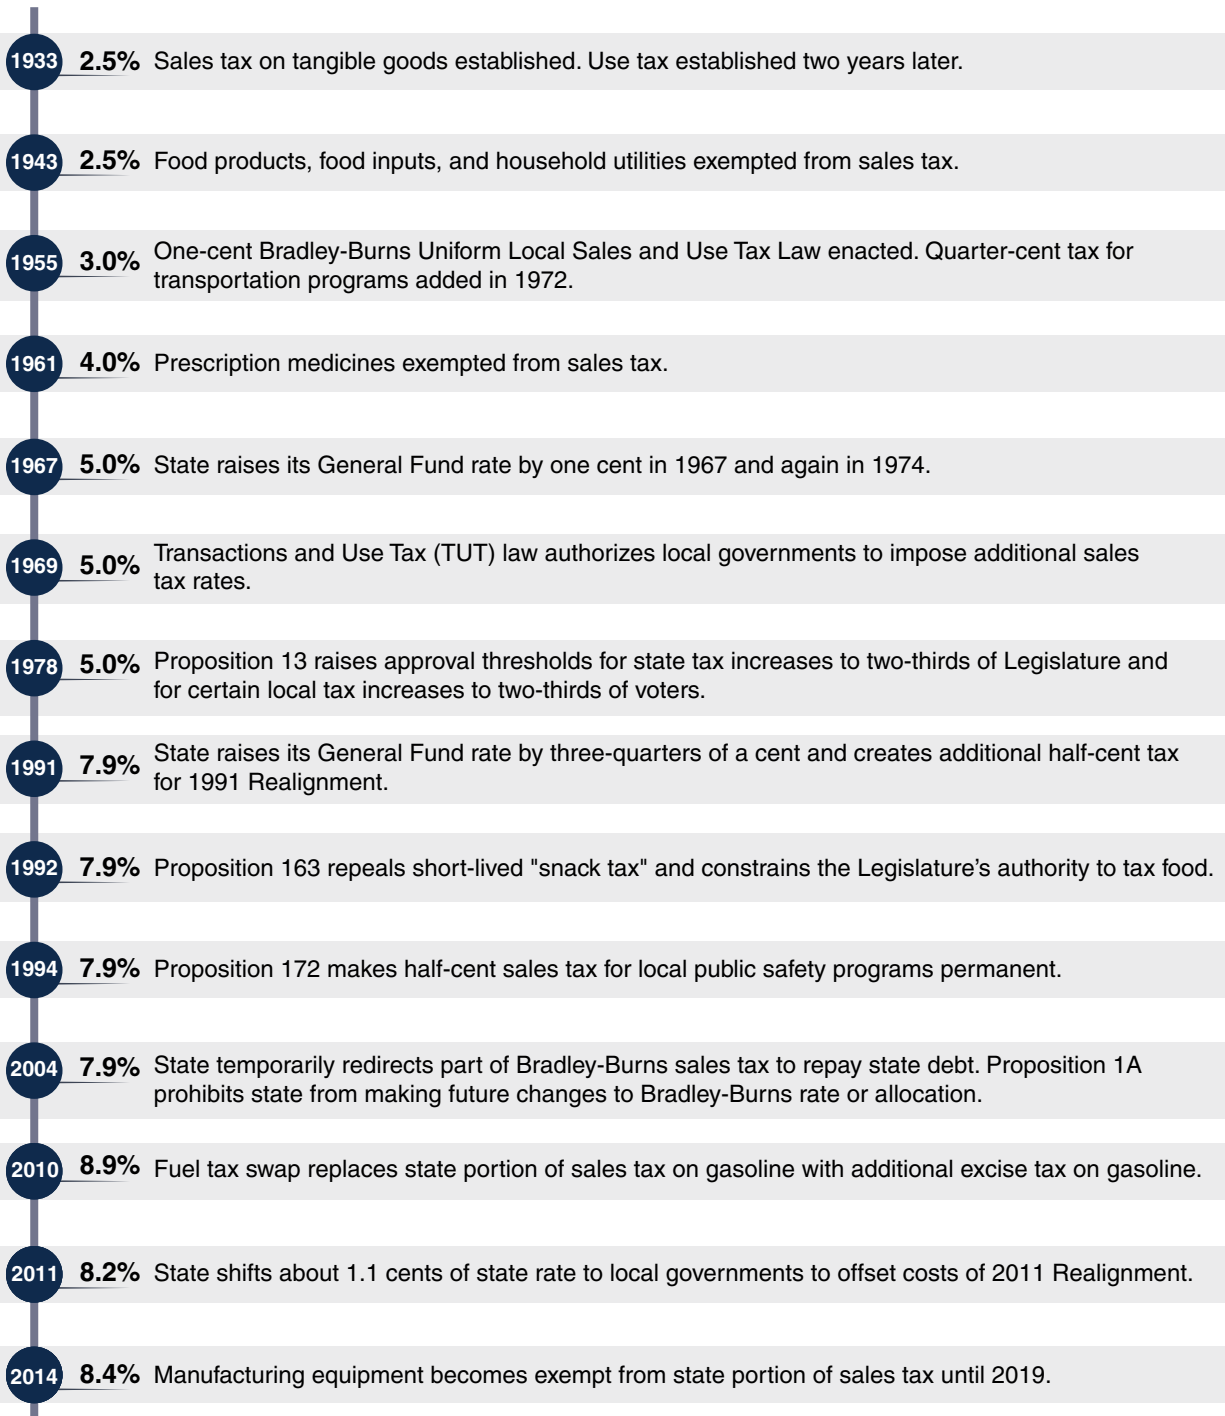 1933 2.5% Sales tax on tangible goods established. Use tax established two years later.
1943 2.5% Food products, food inputs, and household utilities exempted from sales tax.
1955 3.0% One-cent Bradley-Burns Uniform Local Sales and Use Tax Law enacted. Quarter-cent tax for
transportation programs added in 1972.
1961 4.0% Prescription medicines exempted from sales tax.
1967 5.0% State raises its General Fund rate by one cent in 1967 and again in 1974.
1969 5.0% Transactions and Use Tax (TUT) law authorizes local governments to impose additional sales
tax rates.
1978 5.0% Proposition 13 raises approval thresholds for state tax increases to two-thirds of Legislature and
for certain local tax increases to two-thirds of voters.
1991 7.9% State raises its General Fund rate by three-quarters of a cent and creates additional half-cent tax
for 1991 Realignment.
1992 7.9% Proposition 163 repeals short-lived "snack tax" and constrains the Legislature’s authority to tax food.
1994 7.9% Proposition 172 makes half-cent sales tax for local public safety programs permanent.
2004 7.9% State temporarily redirects part of Bradley-Burns sales tax to repay state debt. Proposition 1A
prohibits state from making future changes to Bradley-Burns rate or allocation.
2010 8.9% Fuel tax swap replaces state portion of sales tax on gasoline with additional excise tax on gasoline.
2011 8.2% State shifts about 1.1 cents of state rate to local governments to offset costs of 2011 Realignment.
2014 8.4% Manufacturing equipment becomes exempt from state portion of sales tax until 2019.